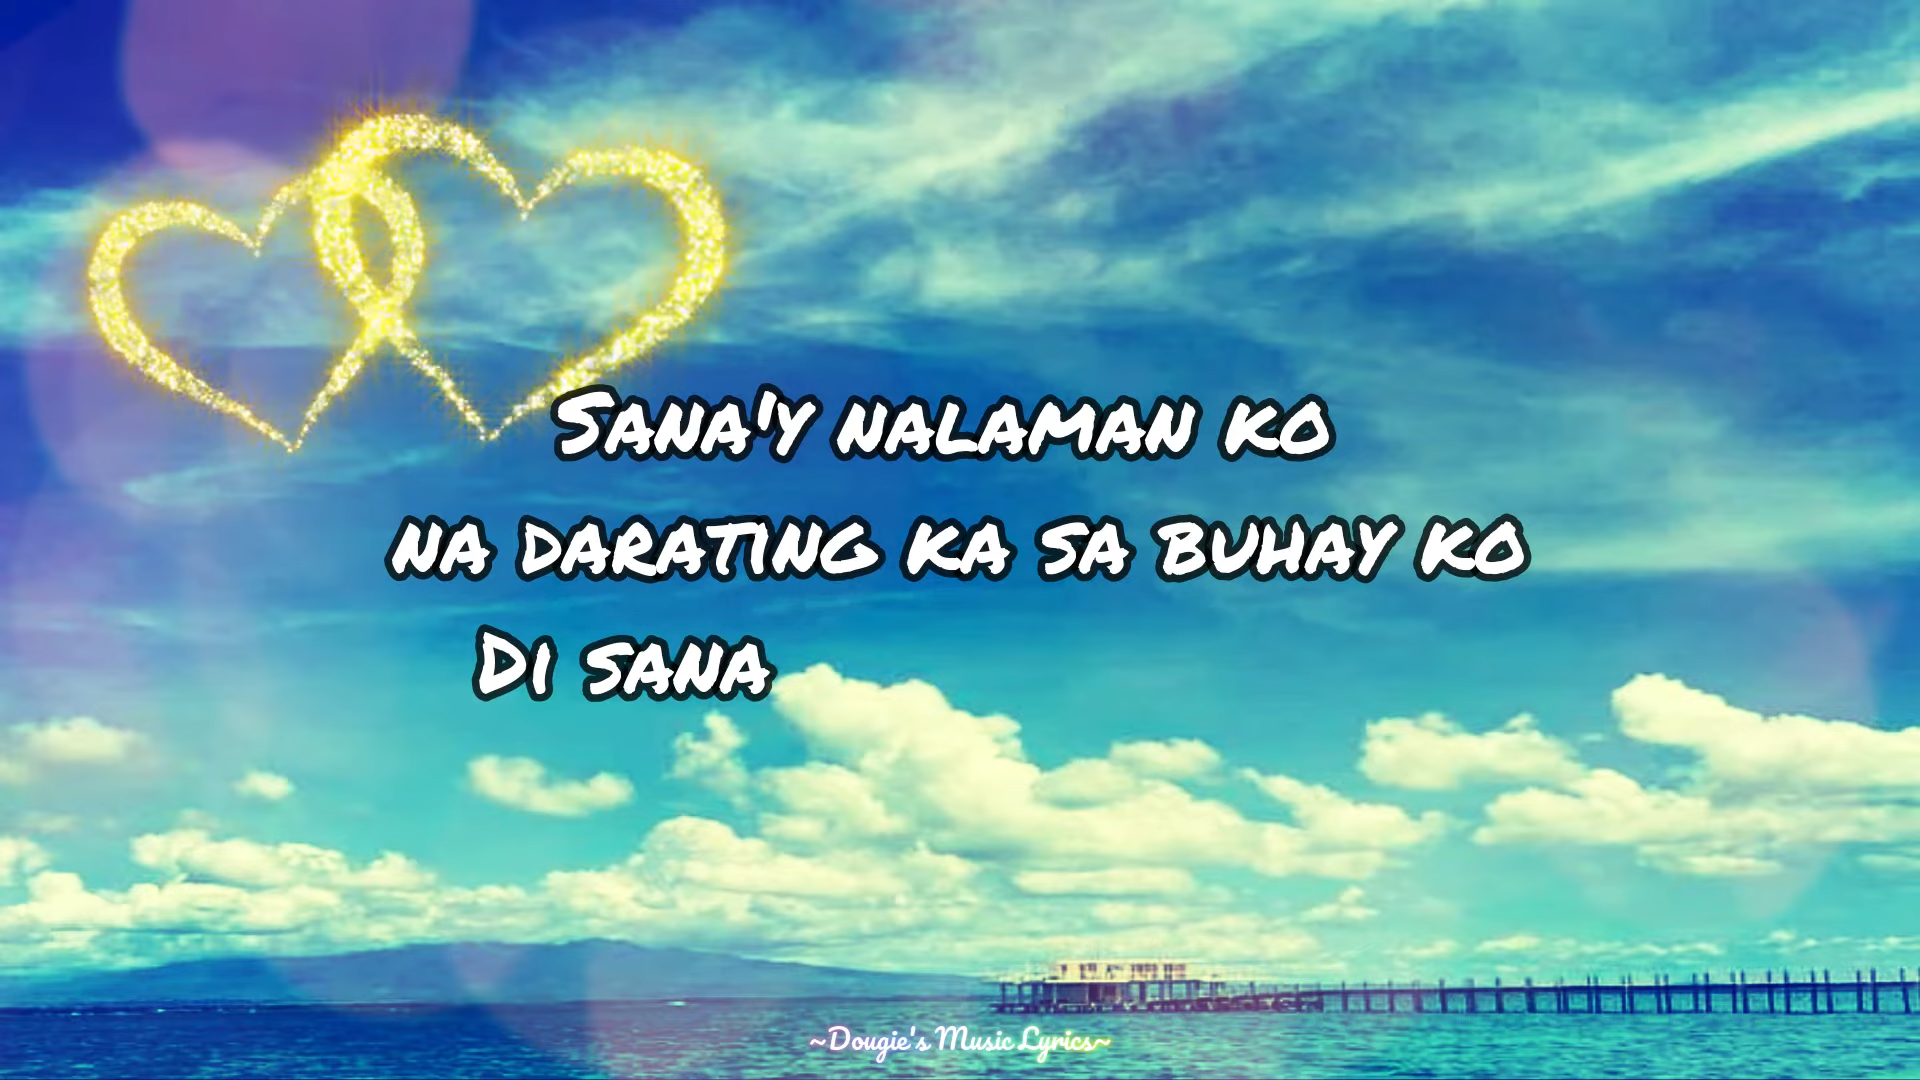 Sana'y nalaman ko
na darating ka sa buhay ko
Di sana
~Dougie's Music Lyrics~